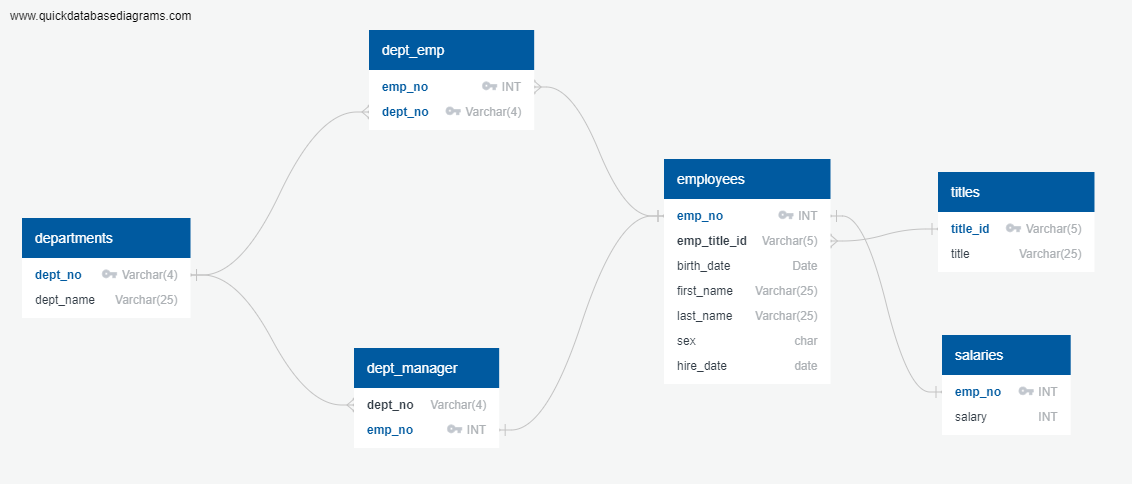 www.quickdatabasediagrams.com
dept_emp
emp_no INT
dept_no Varchar(4)
departments
dept_no Varchar(4)
dept_name Varchar(25)
dept_manager
dept_no Varchar(4)
emp_no INT
employees
emp_no INT
emp_title_id Varchar(5)
birth_date Date
first_name Varchar(25)
last_name Varchar(25)
sex char
hire_date date
titles
title_id Varchar(5)
title Varchar(25)
salaries
emp_no INT
salary INT